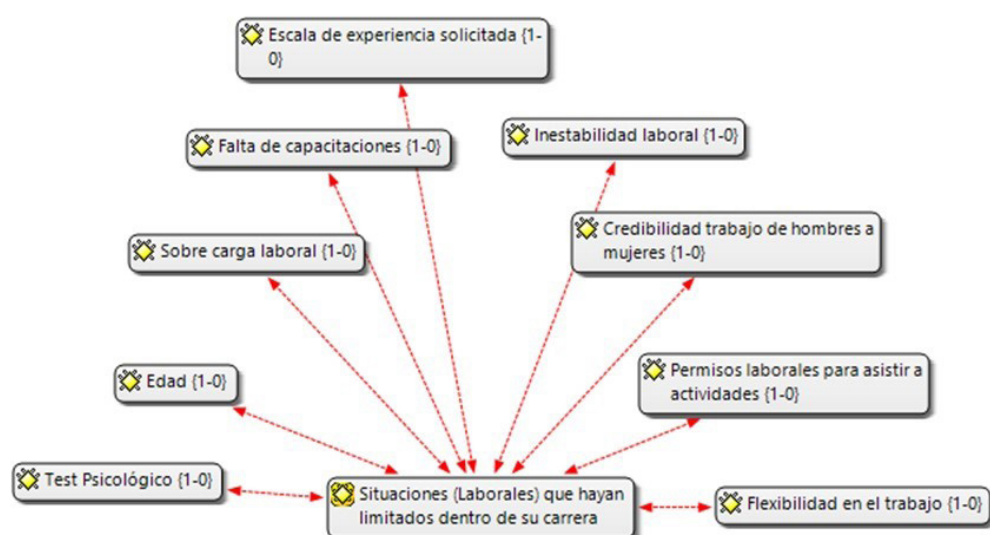 Escala de experiencia solicitada {1-
0}
Falta de capacitaciones {1-0}
Inestabilidad laboral {1-0}
Sobre carga laboral {1-0}
Credibilidad trabajo de hombres a
mujeres {1-0}
Edad {1-0}
Permisos laborales para asistir a
actividades {1-0}
Test Psicológico {1-0}
Situaciones (Laborales) que hayan
limitados dentro de su carrera
Flexibilidad en el trabajo {1-0}